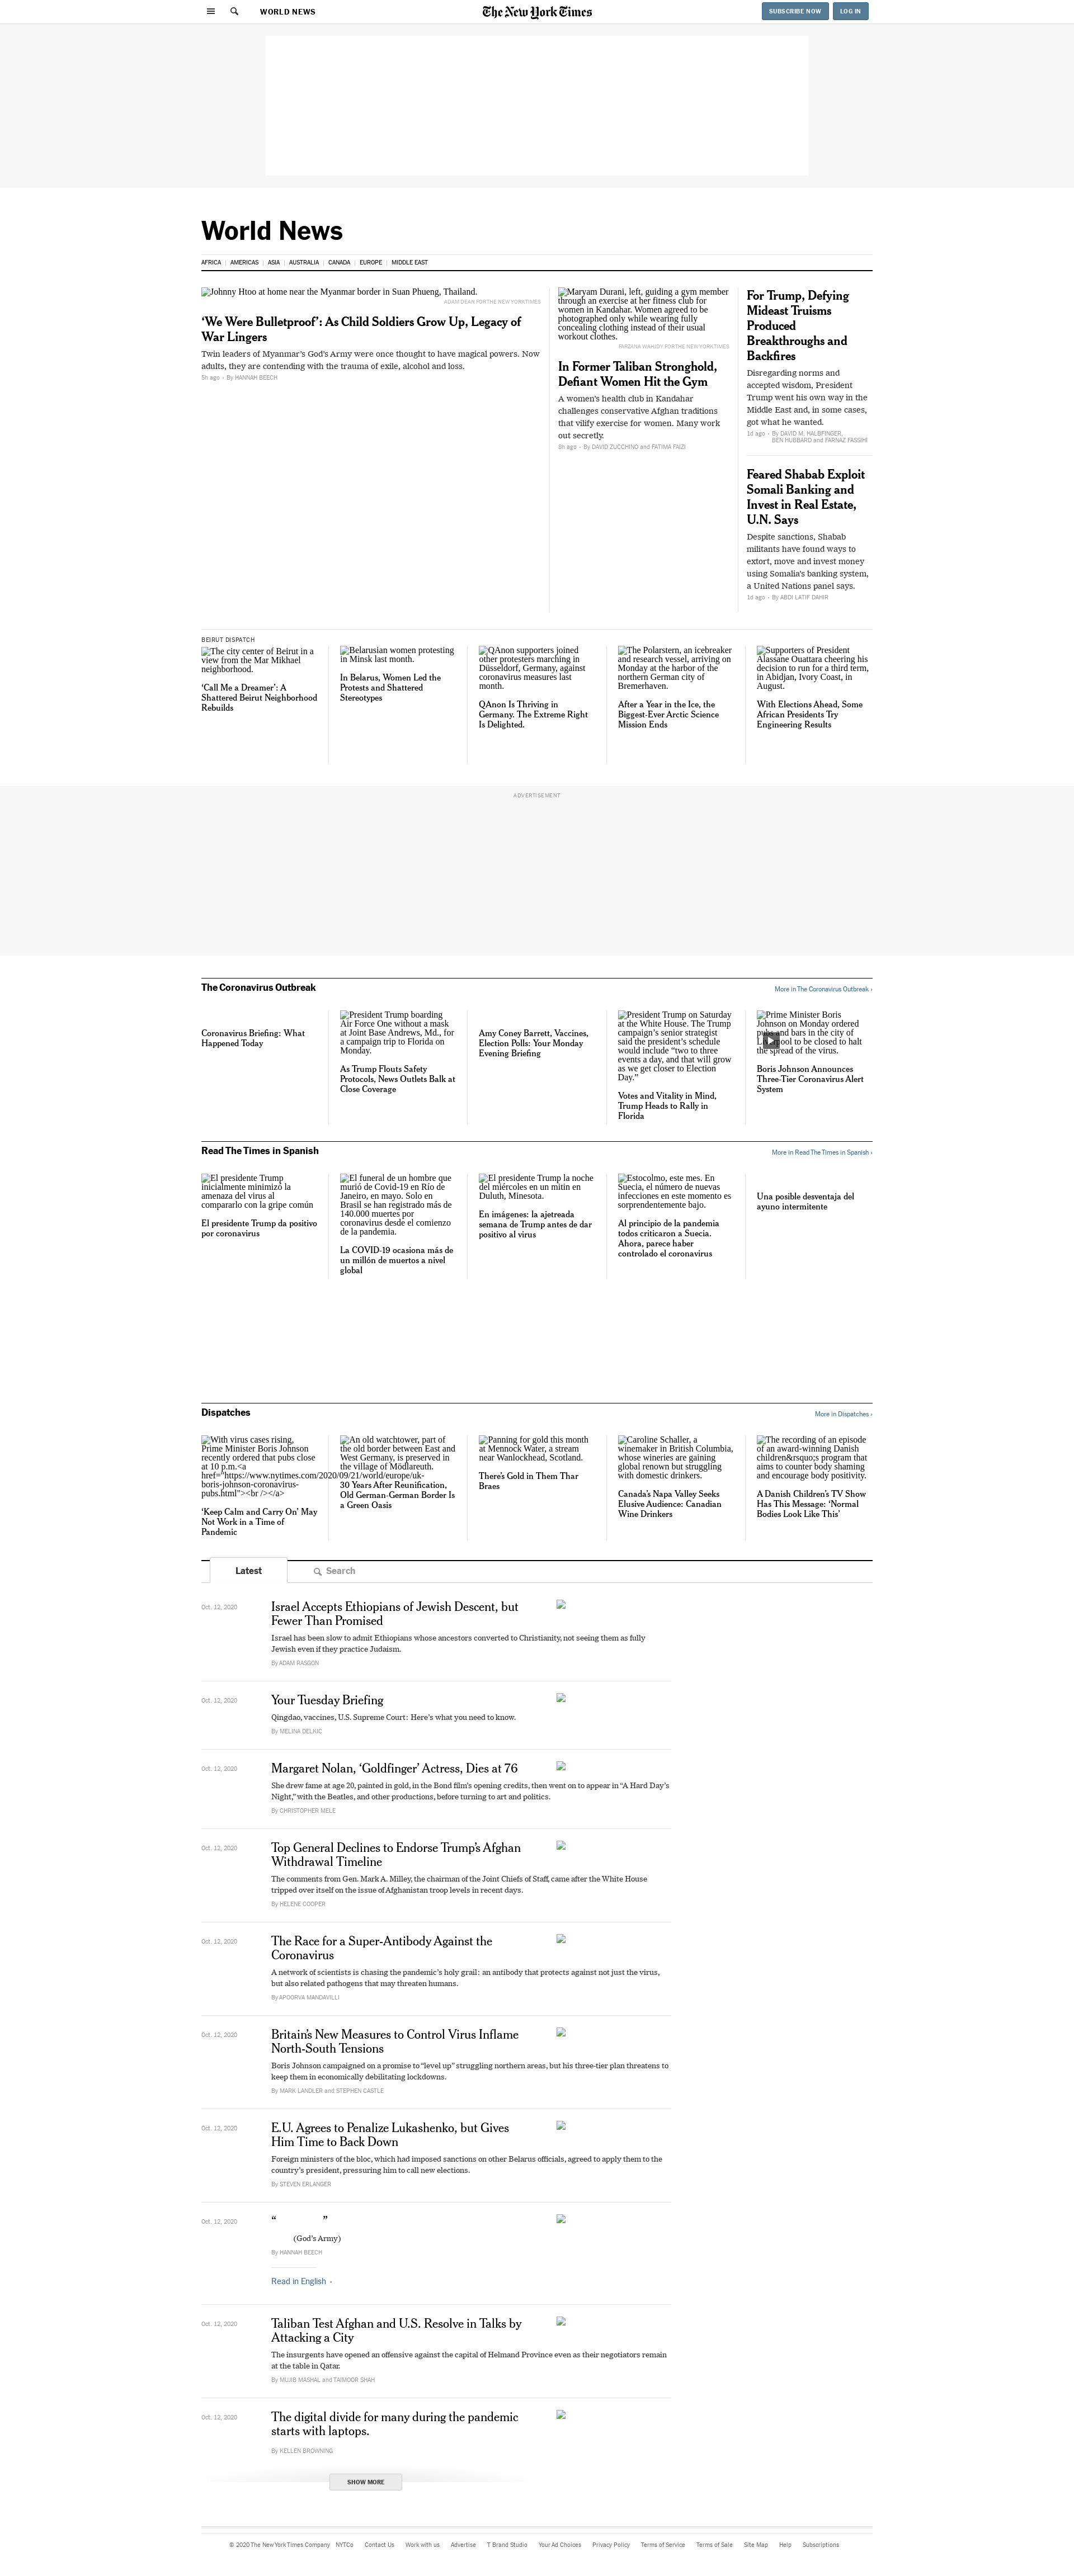 WORLD NEWS
The New York Times
SUBSCRIBE NOW
LOG IN
World News
AFRICA
AMERICAS
ASIA
AUSTRALIA
CANADA
EUROPE
MIDDLE EAST
Johnny Htoo at home near the Myanmar border in Suan Phueng, Thailand.
ADAM DEAN FOR THE NEW YORK TIMES
‘We Were Bulletproof’: As Child Soldiers Grow Up, Legacy of
War Lingers
Twin leaders of Myanmar’s God’s Army were once thought to have magical powers. Now
adults, they are contending with the trauma of exile, alcohol and loss.
5h ago • By HANNAH BEECH
Maryam Durani, left, guiding a gym member
through an exercise at her fitness club for
women in Kandahar. Women agreed to be
photographed only while wearing fully
concealing clothing instead of their usual
workout clothes.
FARDINA WAHIDY FOR THE NEW YORK TIMES
In Former Taliban Stronghold,
Defiant Women Hit the Gym
A women’s health club in Kandahar
challenges conservative Afghan traditions
that vilify exercise for women. Many work
out secretly.
8h ago • By DAVID ZUCCHINO and FATIMA FAIZI
For Trump, Defying
Mideast Truisms
Produced
Breakthroughs and
Backfires
Disregarding norms and
accepted wisdom, President
Trump went his own way in the
Middle East and, in some cases,
got what he wanted.
1d ago • By DAVID M. HALBFINGER,
BEN HUBBARD and FARNAZ FASSIHI
Feared Shabab Exploit
Somali Banking and
Invest in Real Estate,
U.N. Says
Despite sanctions, Shabab
militants have found ways to
extort, move and invest money
using Somalia’s banking system,
a United Nations panel says.
1d ago • By ABDI LATIF DAHIR
BEIRUT DISPATCH
The city center of Beirut in a
view from the Mar Mikhael
neighborhood.
‘Call Me a Dreamer’: A
Shattered Beirut Neighborhood
Rebuilds
Belarusian women protesting
in Minsk last month.
In Belarus, Women Led the
Protests and Shattered
Stereotypes
QAnon supporters joined
other protesters marching in
Düsseldorf, Germany, against
coronavirus measures last
month.
QAnon Is Thriving in
Germany. The Extreme Right
Is Delighted.
The Polarstern, an icebreaker
and research vessel, arriving on
Monday at the harbor of the
northern German city of
Bremerhaven.
After a Year in the Ice, the
Biggest-Ever Arctic Science
Mission Ends
Supporters of President
Alassane Ouattara cheering his
decision to run for a third term,
in Abidjan, Ivory Coast, in
August.
With Elections Ahead, Some
African Presidents Try
Engineering Results
ADVERTISEMENT
The Coronavirus Outbreak
More in The Coronavirus Outbreak ›
Coronavirus Briefing: What
Happened Today
President Trump boarding
Air Force One without a mask
at Joint Base Andrews, Md., for
a campaign trip to Florida on
Monday.
As Trump Flouts Safety
Protocols, News Outlets Balk at
Close Coverage
Amy Coney Barrett, Vaccines,
Election Polls: Your Monday
Evening Briefing
President Trump on Saturday
at the White House. The Trump
campaign’s senior strategist
said the president’s schedule
would include “two to three
events a day, and that will grow
as we get closer to Election
Day.”
Votes and Vitality in Mind,
Trump Heads to Rally in
Florida
Prime Minister Boris
Johnson on Monday ordered
pubs and bars in the city of
Liverpool to be closed to halt
the spread of the virus.
Boris Johnson Announces
Three-Tier Coronavirus Alert
System
Read The Times in Spanish
More in Read The Times in Spanish ›
El presidente Trump
inicialmente minimizó la
amenaza del virus al
compararlo con la gripe común
El presidente Trump da positivo
por coronavirus
El funeral de un hombre que
murió de Covid-19 en Río de
Janeiro, en mayo. Solo en
Brasil se han registrado más de
140.000 muertes por
coronavirus desde el comienzo
de la pandemia.
La COVID-19 ocasiona más de
un millón de muertos a nivel
global
El presidente Trump la noche
del miércoles en un mitin en
Duluth, Minesota.
En imágenes: la ajetreada
semana de Trump antes de dar
positivo al virus
Estocolmo, este mes. En
Suecia, el número de nuevas
infecciones en este momento es
sorprendentemente bajo.
Al principio de la pandemia
todos criticaron a Suecia.
Ahora, parece haber
controlado el coronavirus
Una posible desventaja del
ayuno intermitente
Dispatches
More in Dispatches ›
With virus cases rising,
Prime Minister Boris Johnson
recently ordered that pubs close
at 10 p.m.<a
href="https://www.nytimes.com/2020/09/21/world/europe/uk-
boris-johnson-coronavirus-
pubs.html"><br /></a>
‘Keep Calm and Carry On’ May
Not Work in a Time of
Pandemic
An old watchtower, part of
the old border between East and
West Germany, is preserved in
the village of Mödlareuth.
30 Years After Reunification,
Old German-German Border Is
a Green Oasis
Panning for gold this month
at Mennock Water, a stream
near Wanlockhead, Scotland.
There’s Gold in Them Thar
Braes
Caroline Schaller, a
winemaker in British Columbia,
whose wineries are gaining
global renown but struggling
with domestic drinkers.
Canada’s Napa Valley Seeks
Elusive Audience: Canadian
Wine Drinkers
The recording of an episode
of an award-winning Danish
children&rsquo;s program that
aims to counter body shaming
and encourage body positivity.
A Danish Children’s TV Show
Has This Message: ‘Normal
Bodies Look Like This’
Latest
Search
Oct. 12, 2020
Israel Accepts Ethiopians of Jewish Descent, but
Fewer Than Promised
Israel has been slow to admit Ethiopians whose ancestors converted to Christianity, not seeing them as fully
Jewish even if they practice Judaism.
By ADAM RASGON
Oct. 12, 2020
Your Tuesday Briefing
Qingdao, vaccines, U.S. Supreme Court: Here’s what you need to know.
By MELINA DELKIC
Oct. 12, 2020
Margaret Nolan, ‘Goldfinger’ Actress, Dies at 76
She drew fame at age 20, painted in gold, in the Bond film’s opening credits, then went on to appear in “A Hard Day’s
Night,” with the Beatles, and other productions, before turning to art and politics.
By CHRISTOPHER MELE
Oct. 12, 2020
Top General Declines to Endorse Trump’s Afghan
Withdrawal Timeline
The comments from Gen. Mark A. Milley, the chairman of the Joint Chiefs of Staff, came after the White House
tripped over itself on the issue of Afghanistan troop levels in recent days.
By HELENE COOPER
Oct. 12, 2020
The Race for a Super-Antibody Against the
Coronavirus
A network of scientists is chasing the pandemic’s holy grail: an antibody that protects against not just the virus,
but also related pathogens that may threaten humans.
By APOORVA MANDAVILLI
Oct. 12, 2020
Britain’s New Measures to Control Virus Inflame
North-South Tensions
Boris Johnson campaigned on a promise to “level up” struggling northern areas, but his three-tier plan threatens to
keep them in economically debilitating lockdowns.
By MARK LANDLER and STEPHEN CASTLE
Oct. 12, 2020
E.U. Agrees to Penalize Lukashenko, but Gives
Him Time to Back Down
Foreign ministers of the bloc, which had imposed sanctions on other Belarus officials, agreed to apply them to the
country’s president, pressuring him to call new elections.
By STEVEN ERLANGER
Oct. 12, 2020
“ ”
(God’s Army)
By HANNAH BEECH
Read in English
Oct. 12, 2020
Taliban Test Afghan and U.S. Resolve in Talks by
Attacking a City
The insurgents have opened an offensive against the capital of Helmand Province even as their negotiators remain
at the table in Qatar.
By MUJIB MASHAL and TAIMOOR SHAH
Oct. 12, 2020
The digital divide for many during the pandemic
starts with laptops.
By KELLEN BROWNING
SHOW MORE
© 2020 The New York Times Company NYTCo Contact Us Work with us Advertise T Brand Studio Your Ad Choices Privacy Policy Terms of Service Terms of Sale Site Map Help Subscriptions